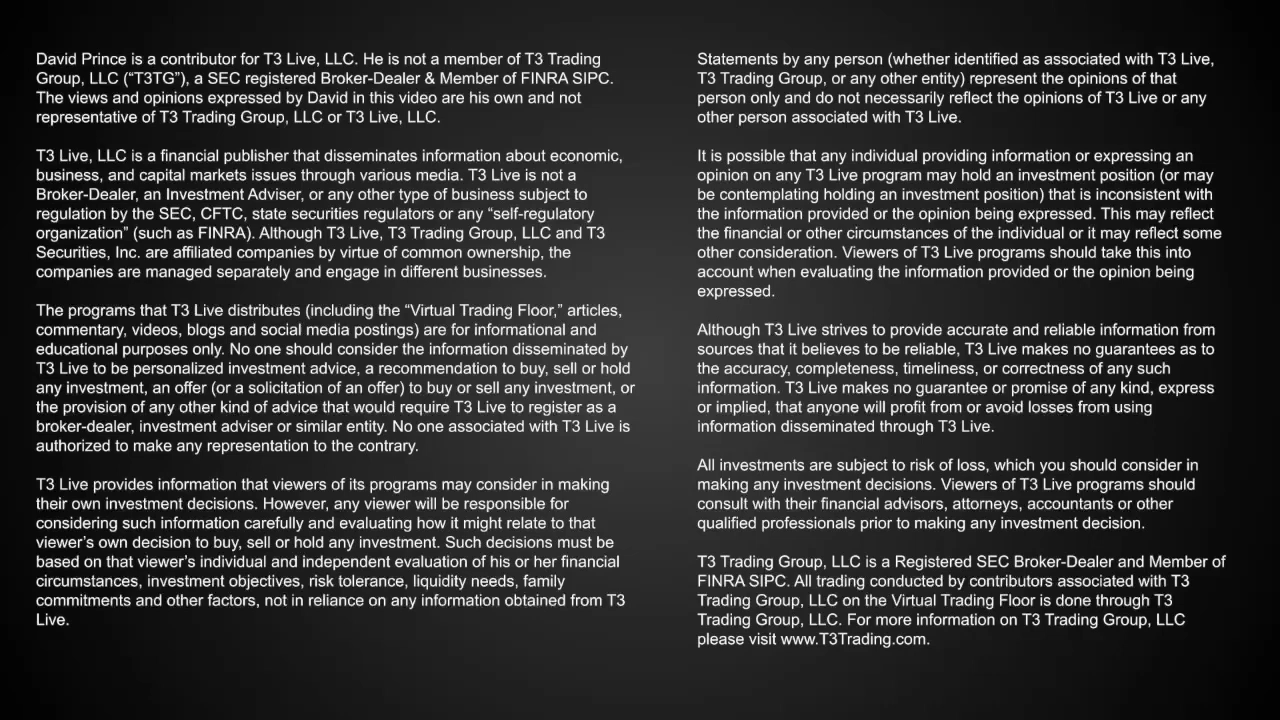 David Prince is a contributor for T3 Live, LLC. He is not a member of T3 Trading
Group, LLC (“T3TG”), a SEC registered Broker-Dealer & Member of FINRA SIPC.
The views and opinions expressed by David in this video are his own and not
representative of T3 Trading Group, LLC or T3 Live, LLC.
T3 Live, LLC is a financial publisher that disseminates information about economic,
business, and capital markets issues through various media. T3 Live is not a
Broker-Dealer, an Investment Adviser, or any other type of business subject to
regulation by the SEC, CFTC, state securities regulators or any “self-regulatory
organization” (such as FINRA). Although T3 Live, T3 Trading Group, LLC and T3
Securities, Inc. are affiliated companies by virtue of common ownership, the
companies are managed separately and engage in different businesses.
The programs that T3 Live distributes (including the “Virtual Trading Floor,” articles,
commentary, videos, blogs and social media postings) are for informational and
educational purposes only. No one should consider the information disseminated by
T3 Live to be personalized investment advice, a recommendation to buy, sell or hold
any investment, an offer (or a solicitation of an offer) to buy or sell any investment, or
the provision of any other kind of advice that would require T3 Live to register as a
broker-dealer, investment adviser or similar entity. No one associated with T3 Live is
authorized to make any representation to the contrary.
T3 Live provides information that viewers of its programs may consider in making
their own investment decisions. However, any viewer will be responsible for
considering such information carefully and evaluating how it might relate to that
viewer’s own decision to buy, sell or hold any investment. Such decisions must be
based on that viewer’s individual and independent evaluation of his or her financial
circumstances, investment objectives, risk tolerance, liquidity needs, family
commitments and other factors, not in reliance on any information obtained from T3
Live.
Statements by any person (whether identified as associated with T3 Live,
T3 Trading Group, or any other entity) represent the opinions of that
person only and do not necessarily reflect the opinions of T3 Live or any
other person associated with T3 Live.
It is possible that any individual providing information or expressing an
opinion on any T3 Live program may hold an investment position (or may
be contemplating holding an investment position) that is inconsistent with
the information provided or the opinion being expressed. This may reflect
the financial or other circumstances of the individual or it may reflect some
other consideration. Viewers of T3 Live programs should take this into
account when evaluating the information provided or the opinion being
expressed.
Although T3 Live strives to provide accurate and reliable information from
sources that it believes to be reliable, T3 Live makes no guarantees as to
the accuracy, completeness, timeliness, or correctness of any such
information. T3 Live makes no guarantee or promise of any kind, express
or implied, that anyone will profit from or avoid losses from using
information disseminated through T3 Live.
All investments are subject to risk of loss, which you should consider in
making any investment decisions. Viewers of T3 Live programs should
consult with their financial advisors, attorneys, accountants or other
qualified professionals prior to making any investment decision.
T3 Trading Group, LLC is a Registered SEC Broker-Dealer and Member of
FINRA SIPC. All trading conducted by contributors associated with T3
Trading Group, LLC on the Virtual Trading Floor is done through T3
Trading Group, LLC. For more information on T3 Trading Group, LLC
please visit www.T3Trading.com.